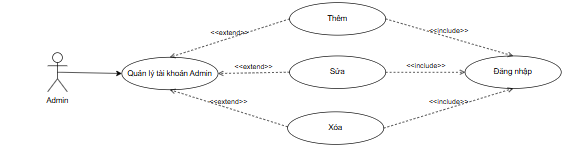 Thêm
<<extend>>
<<include>>
Admin
Quản lý tài khoản Admin
<<extend>>
Sửa
<<include>>
Đăng nhập
<<extend>>
<<include>>
Xóa